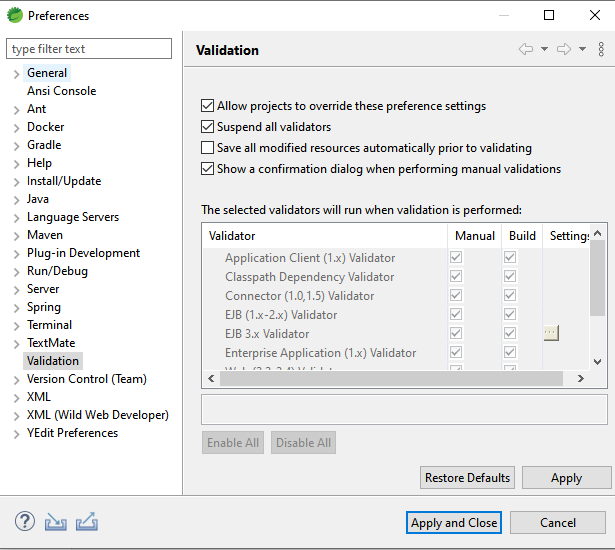 Preferences
type filter text
General
Ansi Console
Ant
Docker
Gradle
Help
Install/Update
Java
Language Servers
Maven
Plug-in Development
Run/Debug
Server
Spring
Terminal
TextMate
Validation
Version Control (Team)
XML
XML (Wild Web Developer)
YEdit Preferences
Validation
Allow projects to override these preference settings
Suspend all validators
Save all modified resources automatically prior to validating
Show a confirmation dialog when performing manual validations
The selected validators will run when validation is performed:
Validator Manual Build Settings
Application Client (1.x) Validator
Classpath Dependency Validator
Connector (1.0,1.5) Validator
EJB (1.x-2.x) Validator
EJB 3.x Validator ...
Enterprise Application (1.x) Validator
Enable All Disable All
Restore Defaults Apply
? Apply and Close Cancel